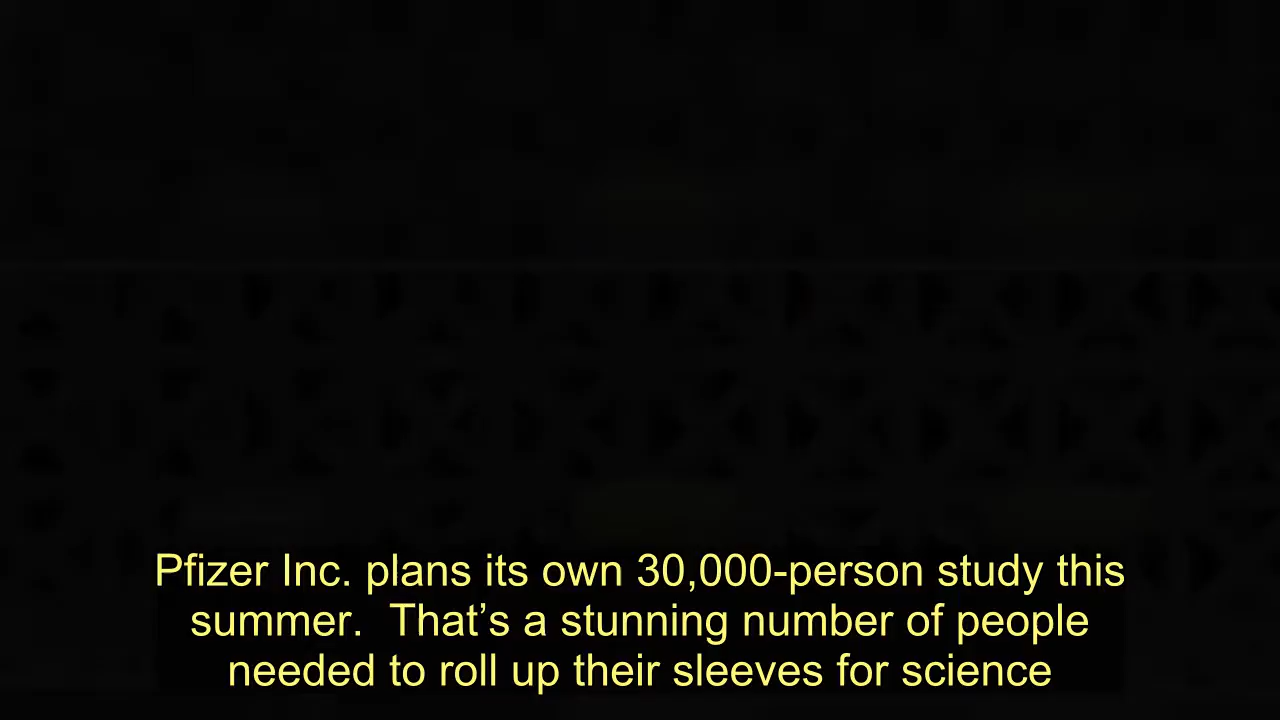 Pfizer Inc. plans its own 30,000-person study this
summer.  That’s a stunning number of people
needed to roll up their sleeves for science